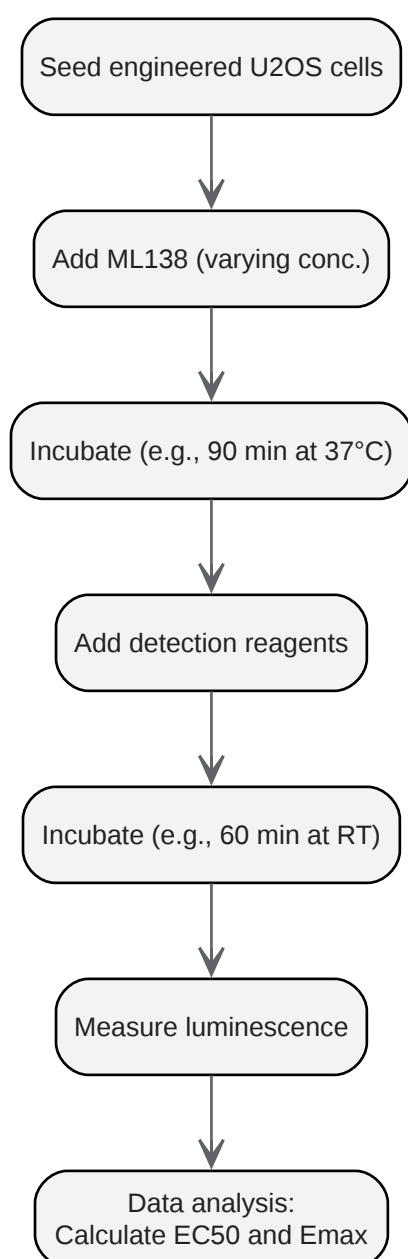 Seed engineered U2OS cells
Add ML138 (varying conc.)
Incubate (e.g., 90 min at 37°C)
Add detection reagents
Incubate (e.g., 60 min at RT)
Measure luminescence
Data analysis:
Calculate EC50 and Emax